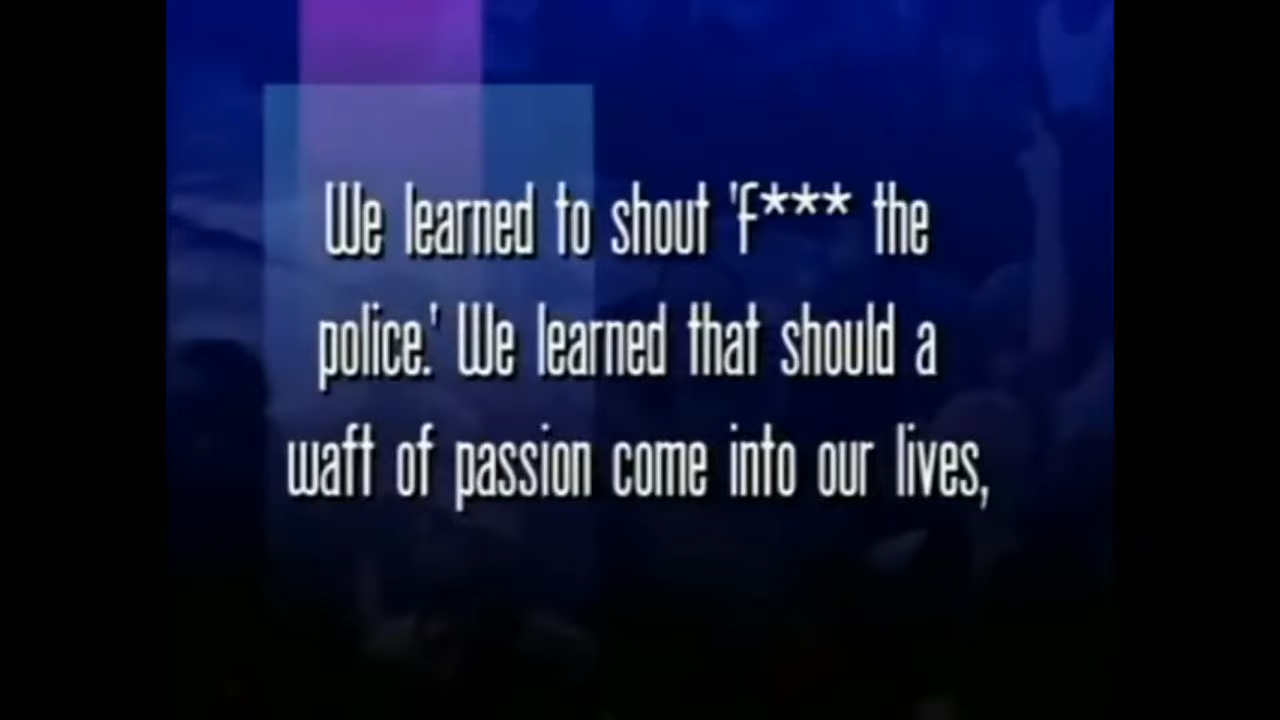 We learned to shout 'f*** the
police.' We learned that should a
waft of passion come into our lives,